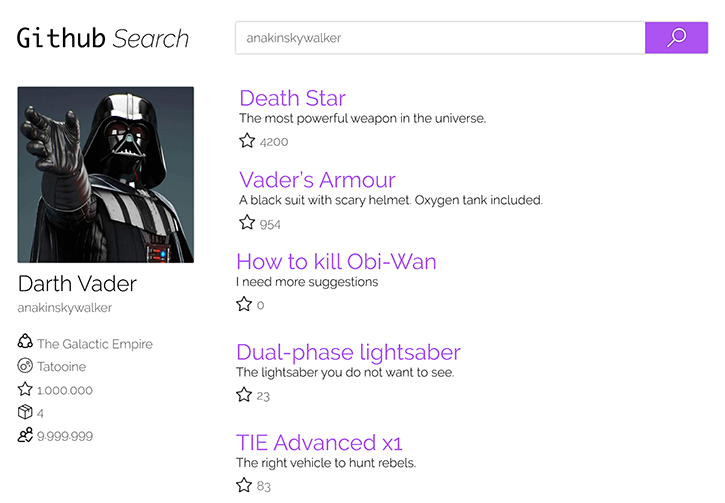 Github Search
anakinskywalker
Darth Vader
anakinskywalker
The Galactic Empire
Tatooine
1.000.000
4
9.999.999
Death Star
The most powerful weapon in the universe.
4200
Vader's Armour
A black suit with scary helmet. Oxygen tank included.
954
How to kill Obi-Wan
I need more suggestions
0
Dual-phase lightsaber
The lightsaber you do not want to see.
23
TIE Advanced x1
The right vehicle to hunt rebels.
83